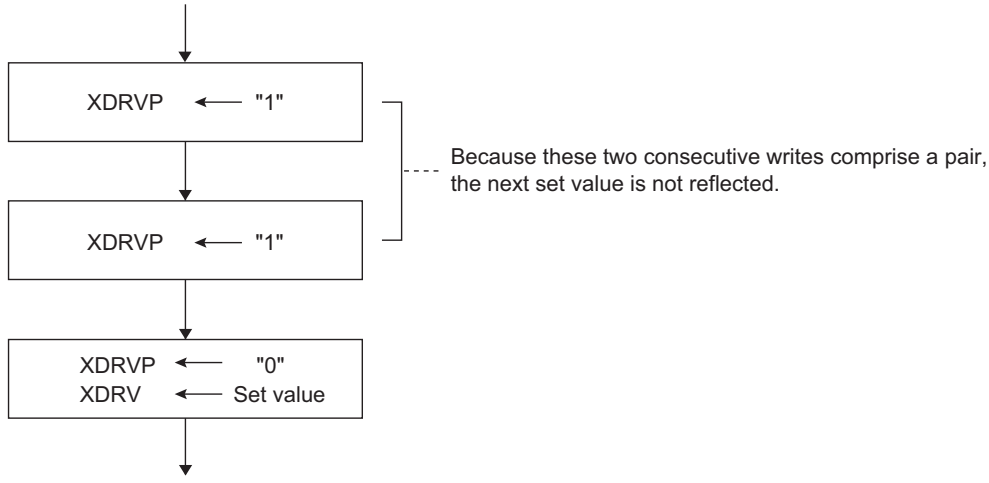 XDRVP ← "1"
Because these two consecutive writes comprise a pair,
the next set value is not reflected.
XDRVP ← "1"
XDRVP ← "0"
XDRV ← Set value